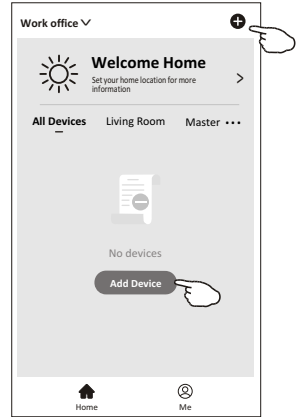 Work office
Welcome Home
Set your home location for more
information
All Devices Living Room Master
No devices
Add Device
Home Me